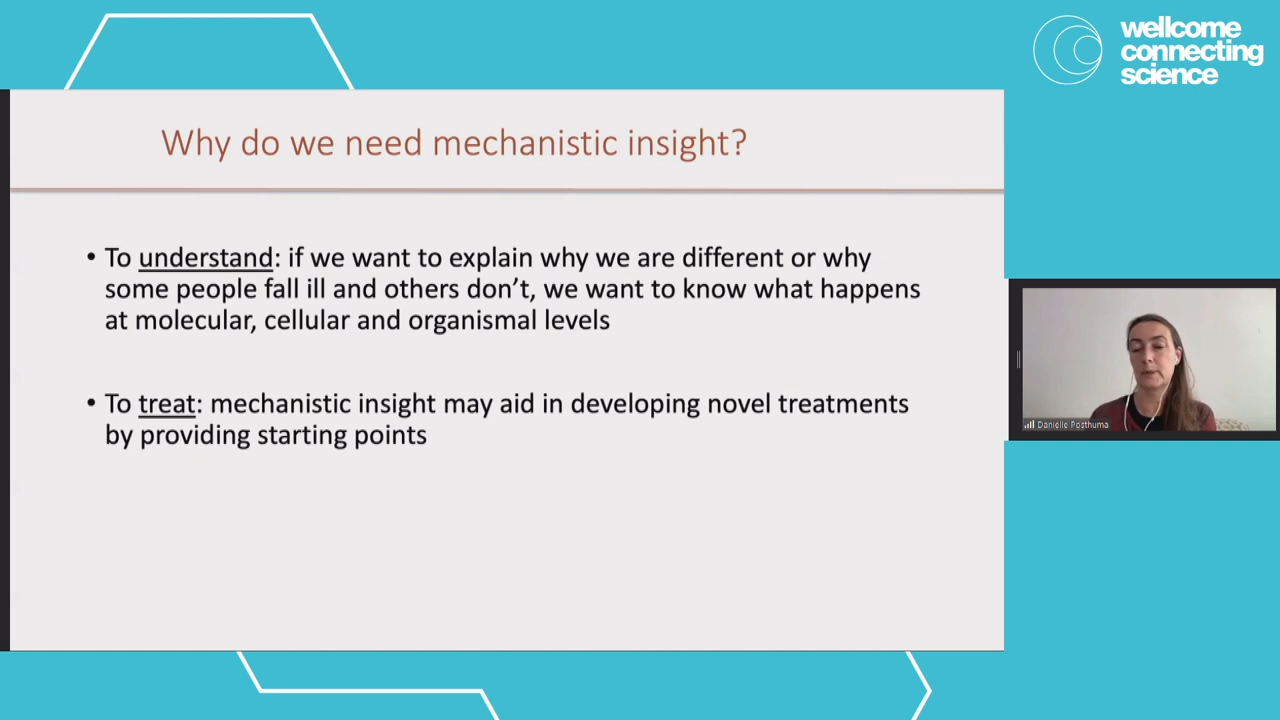 wellcome
connecting
science
Why do we need mechanistic insight?
• To understand: if we want to explain why we are different or why
some people fall ill and others don't, we want to know what happens
at molecular, cellular and organismal levels
• To treat: mechanistic insight may aid in developing novel treatments
by providing starting points
Danielle Posthuma